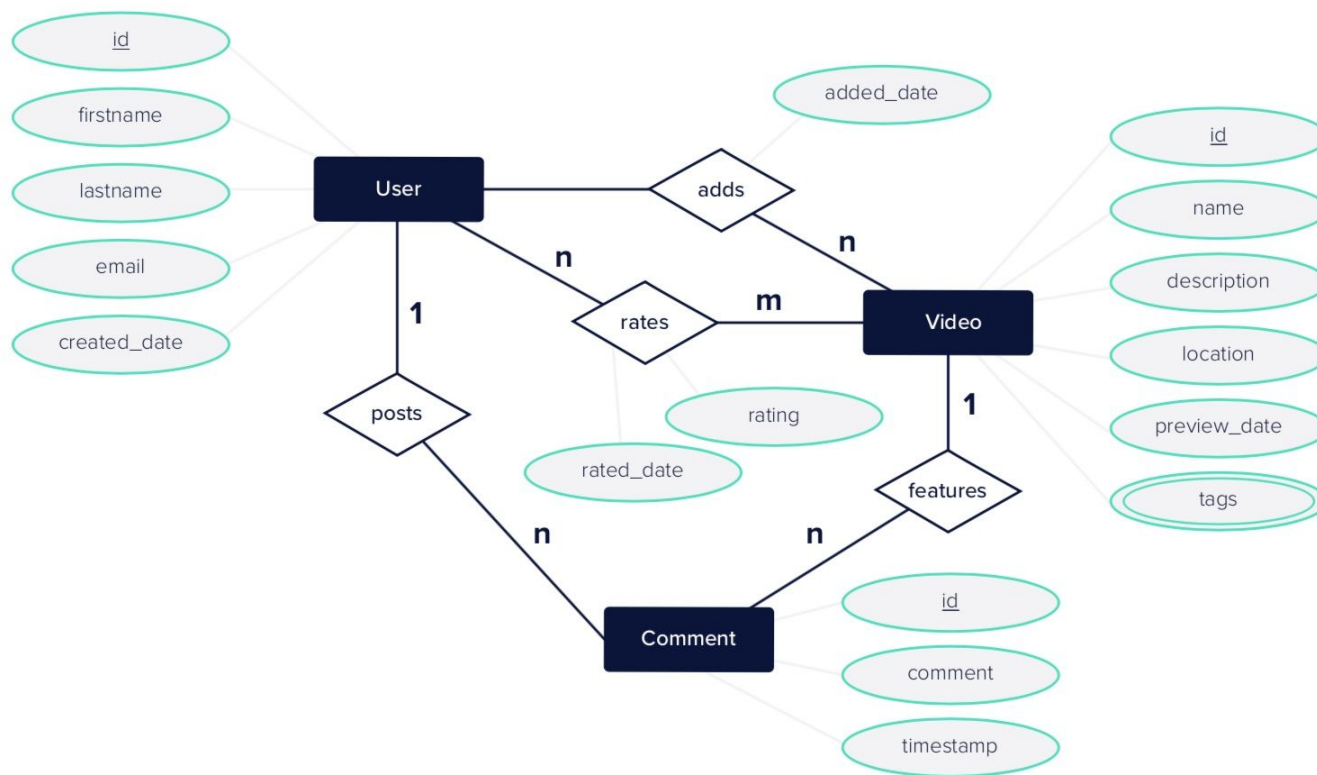 id
firstname
lastname
email
created_date
User
added_date
adds
n
n
rates
m
1
posts
rating
rated_date
n
Video
id
name
description
location
preview_date
tags
1
features
n
Comment
id
comment
timestamp